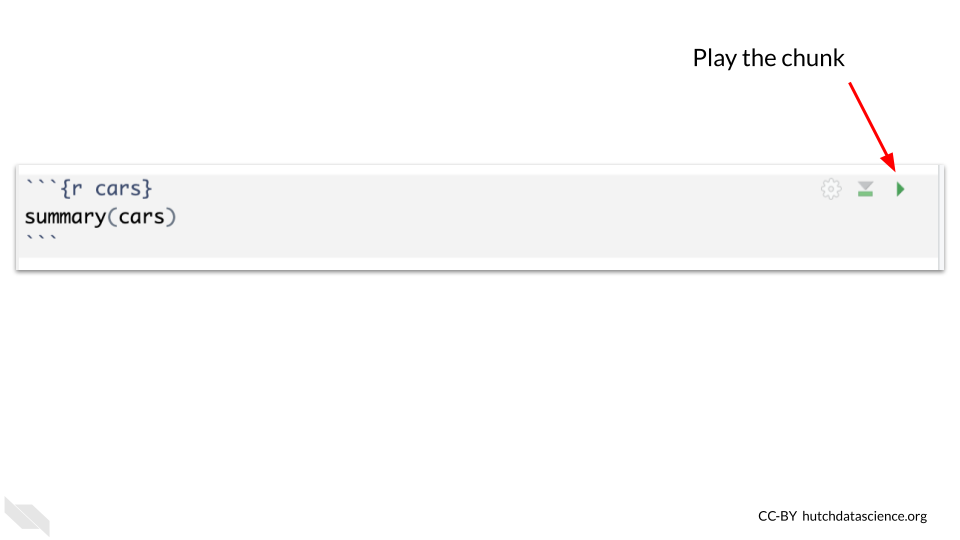 Play the chunk
```{r cars}
summary(cars)
```
CC-BY hutchdatascience.org